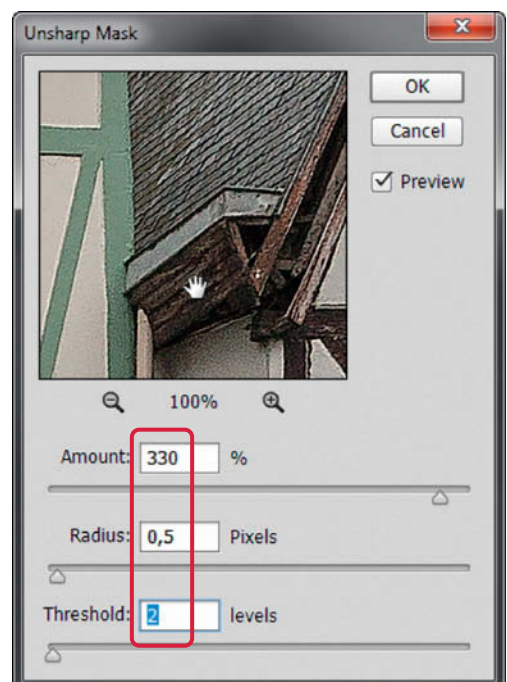 Unsharp Mask
OK
Cancel
Preview
100%
Amount: 330 %
Radius: 0,5 Pixels
Threshold: 2 levels